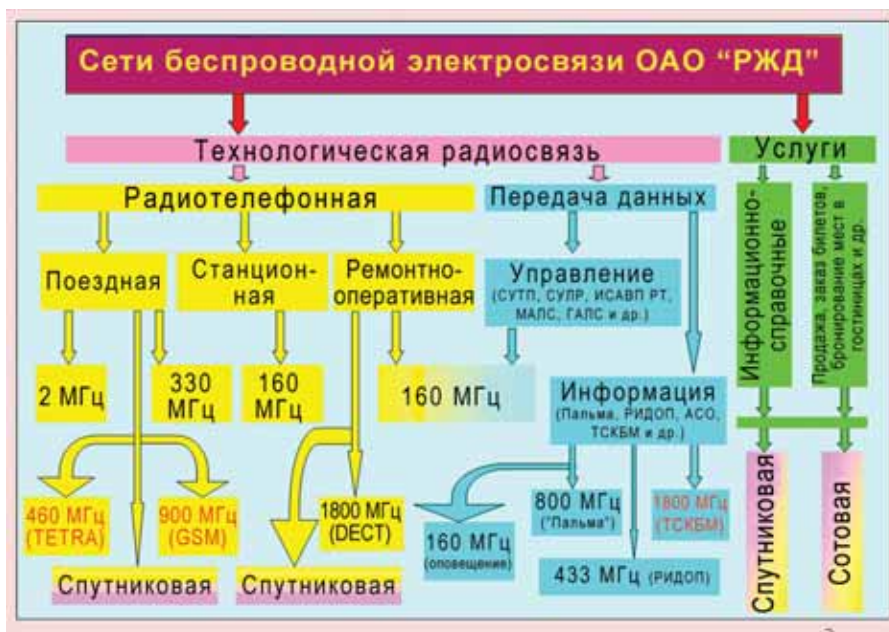 Сети беспроводной электросвязи ОАО "РЖД"
Технологическая радиосвязь
Услуги
Радиотелефонная
Передача данных
Поездная
Станцион-
ная
Ремонтно-
оперативная
Управление
(СУТП, СУЛР, ИСАВП РТ,
МАЛС, ГАЛС и др.)
Информационно-
справочные
Продажа, заказ билетов,
бронирование мест в
гостиницах и др.
2 МГц
330
МГц
160
МГц
160 МГц
Информация
(Пальма, РИДОП, АСО,
ТСКБМ и др.)
460 МГц
(TETRA)
900 МГц
(GSM)
1800 МГц
(DECT)
160 МГц
(оповещение)
800 МГц
("Пальма")
1800 МГц
(ТСКБМ)
433 МГц (РИДОП)
Спутниковая
Спутниковая
Спутниковая
Сотовая